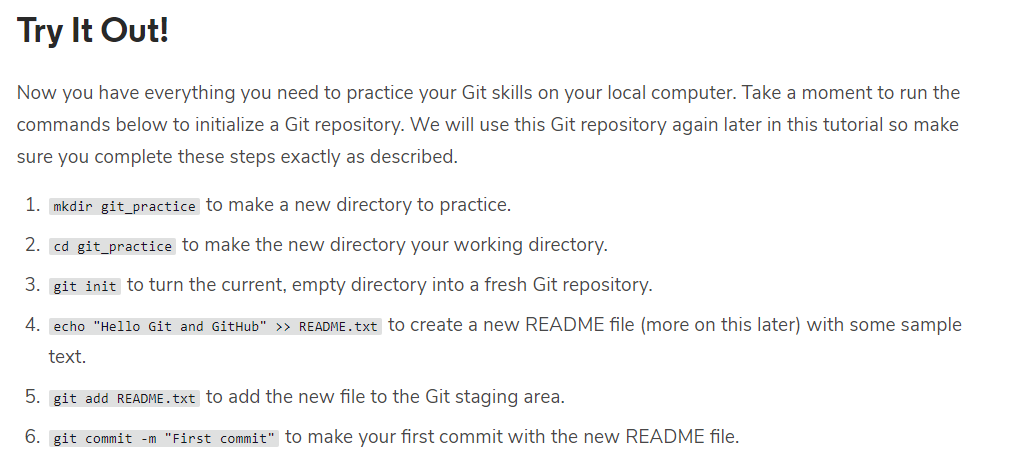 Try It Out!
Now you have everything you need to practice your Git skills on your local computer. Take a moment to run the
commands below to initialize a Git repository. We will use this Git repository again later in this tutorial so make
sure you complete these steps exactly as described.
1. mkdir git_practice to make a new directory to practice.
2. cd git_practice to make the new directory your working directory.
3. git init to turn the current, empty directory into a fresh Git repository.
4. echo "Hello Git and GitHub" >> README.txt to create a new README file (more on this later) with some sample
text.
5. git add README.txt to add the new file to the Git staging area.
6. git commit -m "First commit" to make your first commit with the new README file.